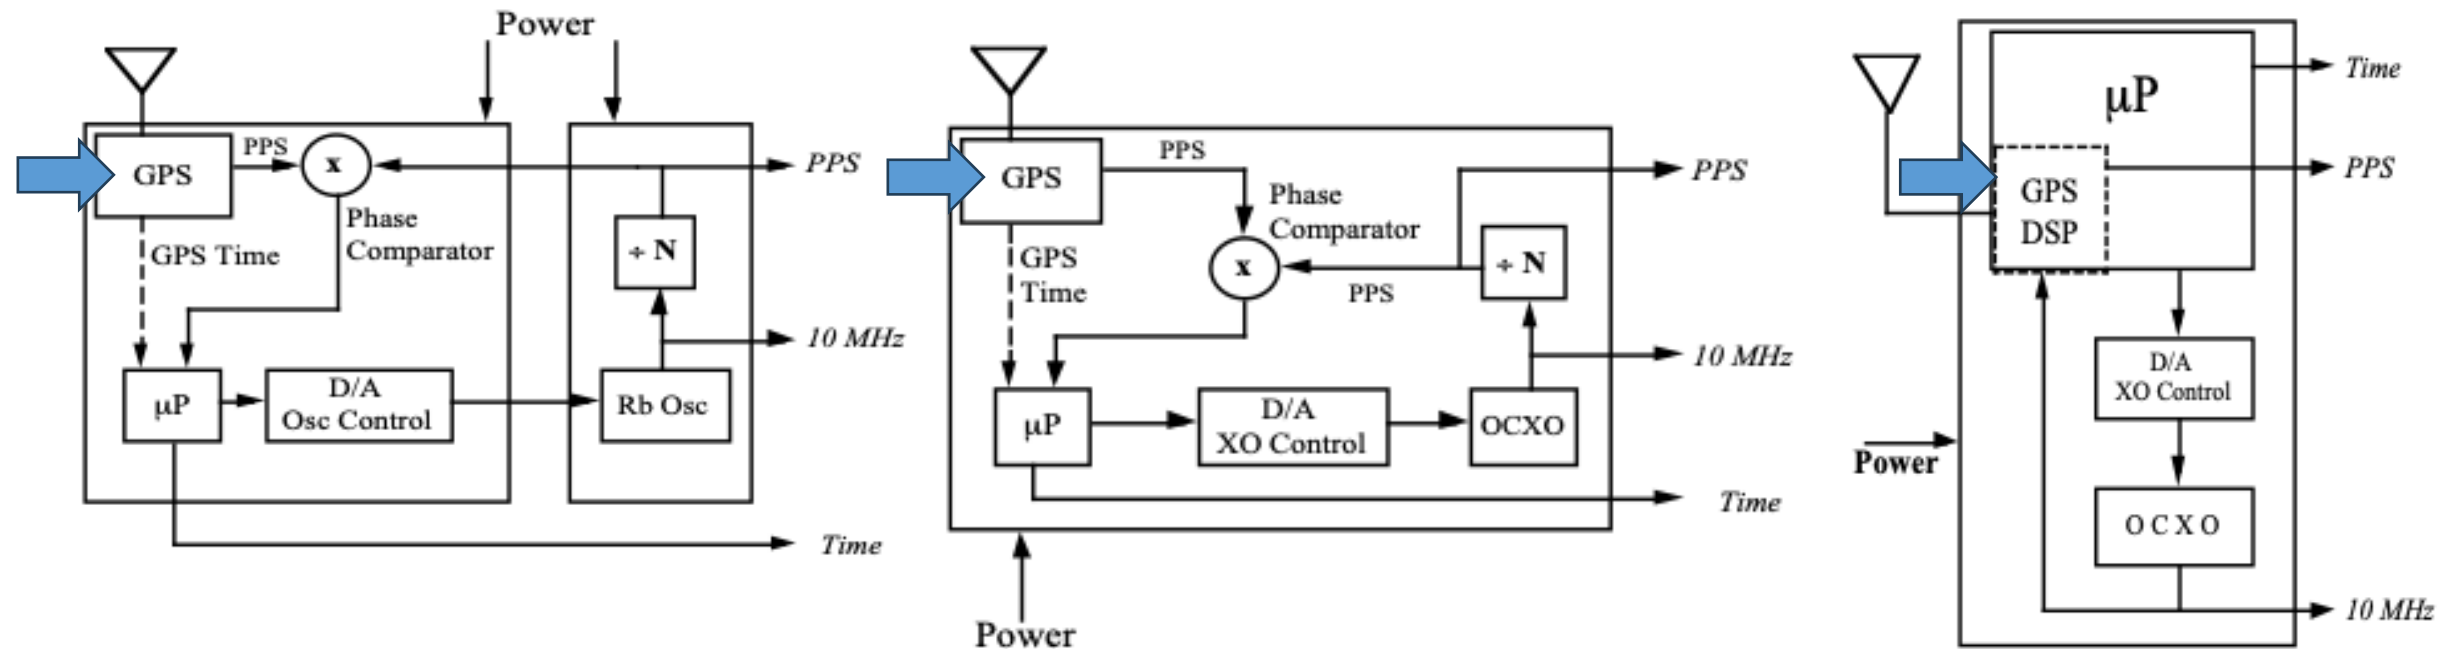 Power
GPS
PPS
x
PPS
Phase
Comparator
GPS Time
÷ N
10 MHz
µP
D/A
Osc Control
Rb Osc
Time
GPS
PPS
PPS
Phase
Comparator
GPS
Time
x
PPS
÷ N
10 MHz
µP
D/A
XO Control
OCXO
Time
Power
µP
Time
PPS
GPS
DSP
D/A
XO Control
Power
O C X O
10 MHz